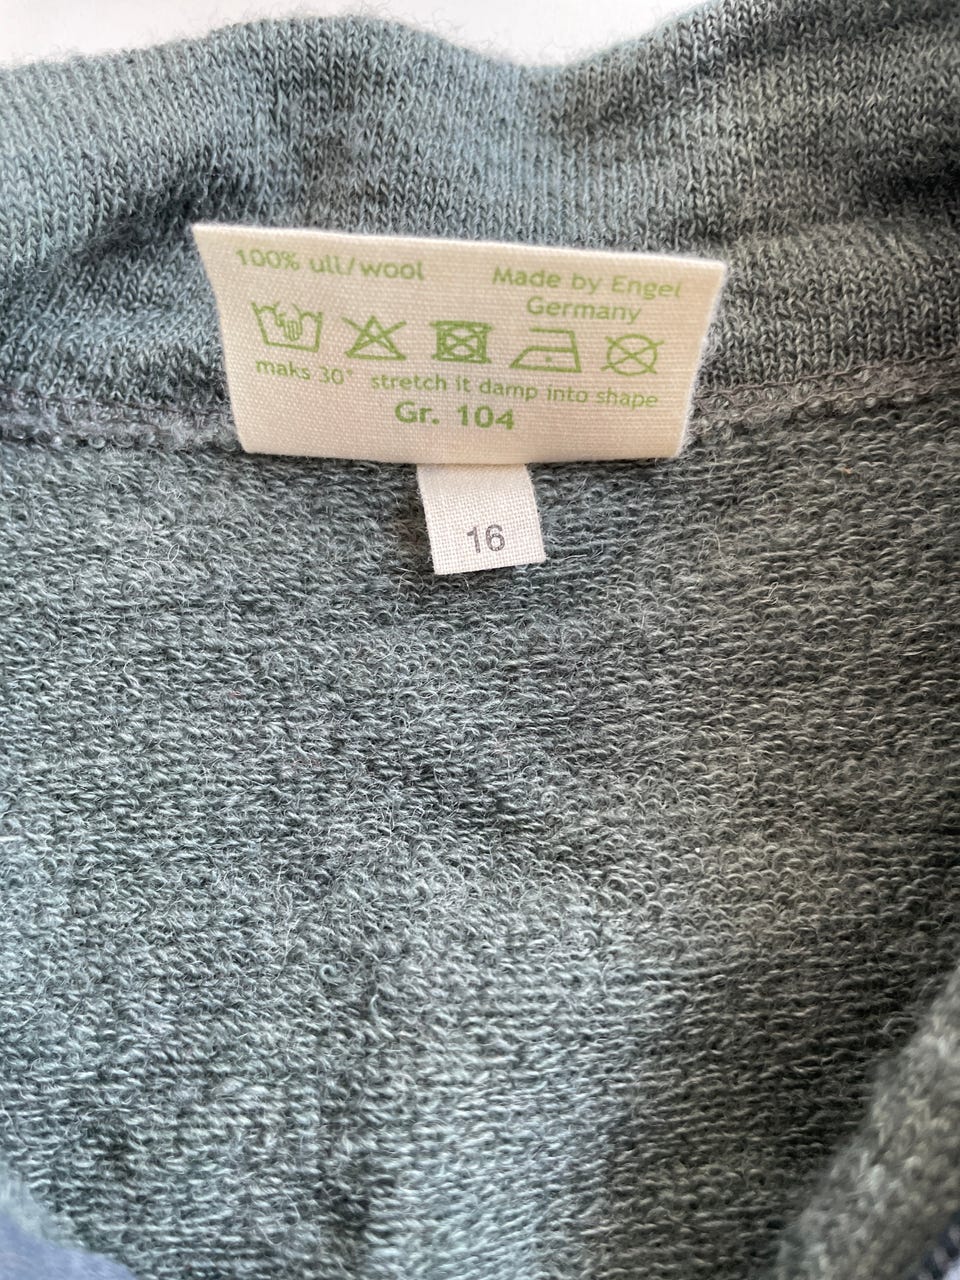 100% ull/wool
Made by Engel
Germany
maks 30° stretch it damp into shape
Gr. 104
16